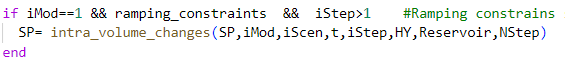 if iMod==1 && ramping_constraints  &&  iStep>1    #Ramping constrains
  SP= intra_volume_changes(SP,iMod,iScen,t,iStep,HY,Reservoir,NStep)
end